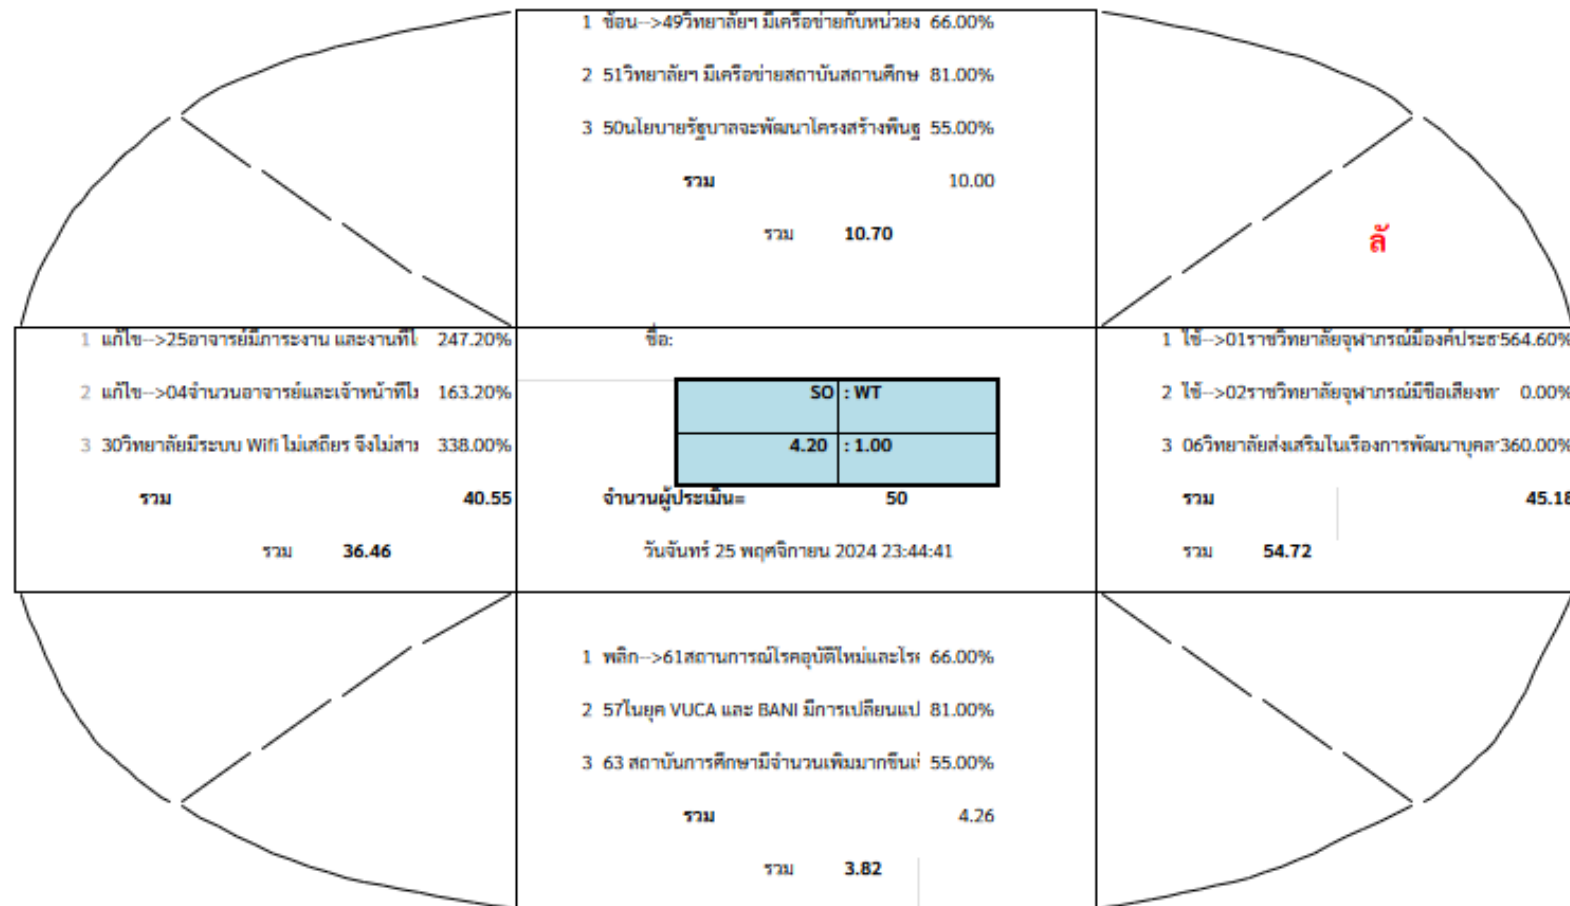 1 ช้อน-->49วิทยาลัยฯ มีเครือข่ายกับหน่วยง 66.00%
2 51วิทยาลัยฯ มีเครือข่ายสถาบันสถานศึกษ 81.00%
3 50นโยบายรัฐบาลจะพัฒนาโครงสร้างพื้นฐ 55.00%
รวม 10.00
รวม 10.70
ลั
1 แก้ไข-->25อาจารย์มีภาระงาน และงานที่ไ 247.20%
2 แก้ไข-->04จำนวนอาจารย์และเจ้าหน้าที่ไม 163.20%
3 30วิทยาลัยมีระบบ Wifi ไม่เสถียร จึงไม่สาม 338.00%
รวม 40.55
รวม 36.46
ชื่อ:
SO : WT
4.20 : 1.00
จำนวนผู้ประเมิน= 50
วันจันทร์ 25 พฤศจิกายน 2024 23:44:41
1 ใช้-->01ราชวิทยาลัยจุฬาภรณ์มีองค์ประธ 564.60%
2 ใช้-->02ราชวิทยาลัยจุฬาภรณ์มีชื่อเสียงท 0.00%
3 06วิทยาลัยส่งเสริมในเรื่องการพัฒนาบุคล 360.00%
รวม 45.18
รวม 54.72
1 พลิก-->61สถานการณ์โรคอุบัติใหม่และโร 66.00%
2 57ในยุค VUCA และ BANI มีการเปลี่ยนแป 81.00%
3 63 สถาบันการศึกษามีจำนวนเพิ่มมากขึ้นเ 55.00%
รวม 4.26
รวม 3.82